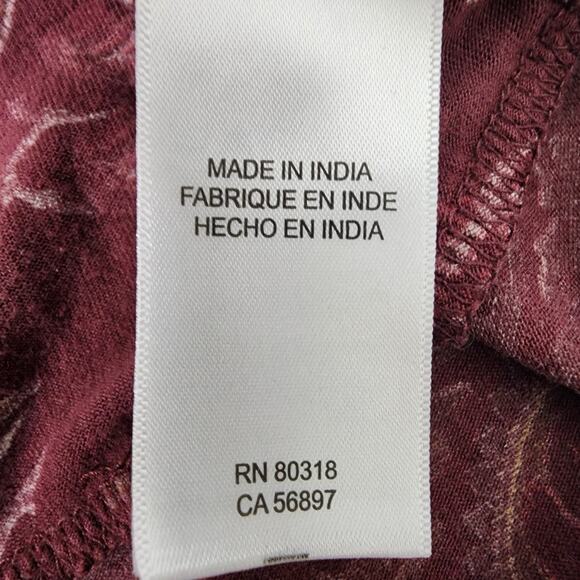 MADE IN INDIA
FABRIQUE EN INDE
HECHO EN INDIA
RN 80318
CA 56897